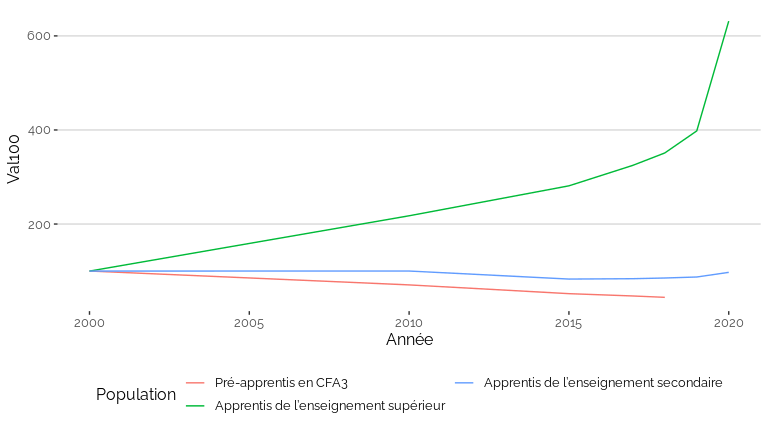 600
400
200
Val100
2000 2005 2010 2015 2020
Année
Population
Pré-apprentis en CFA3
Apprentis de l'enseignement secondaire
Apprentis de l'enseignement supérieur